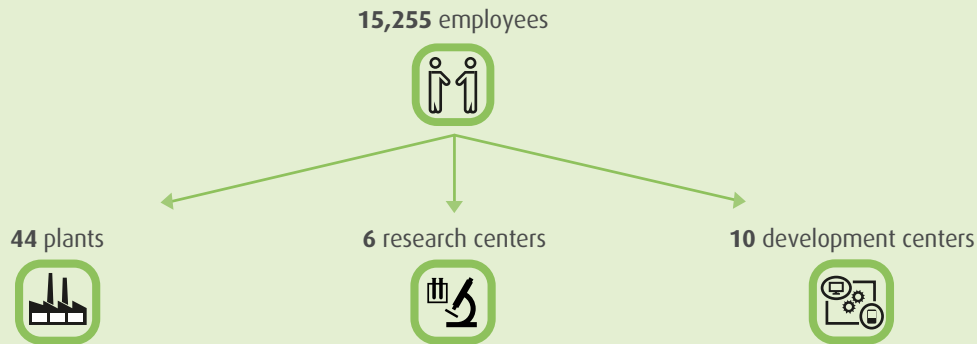 15,255 employees
44 plants
6 research centers
10 development centers